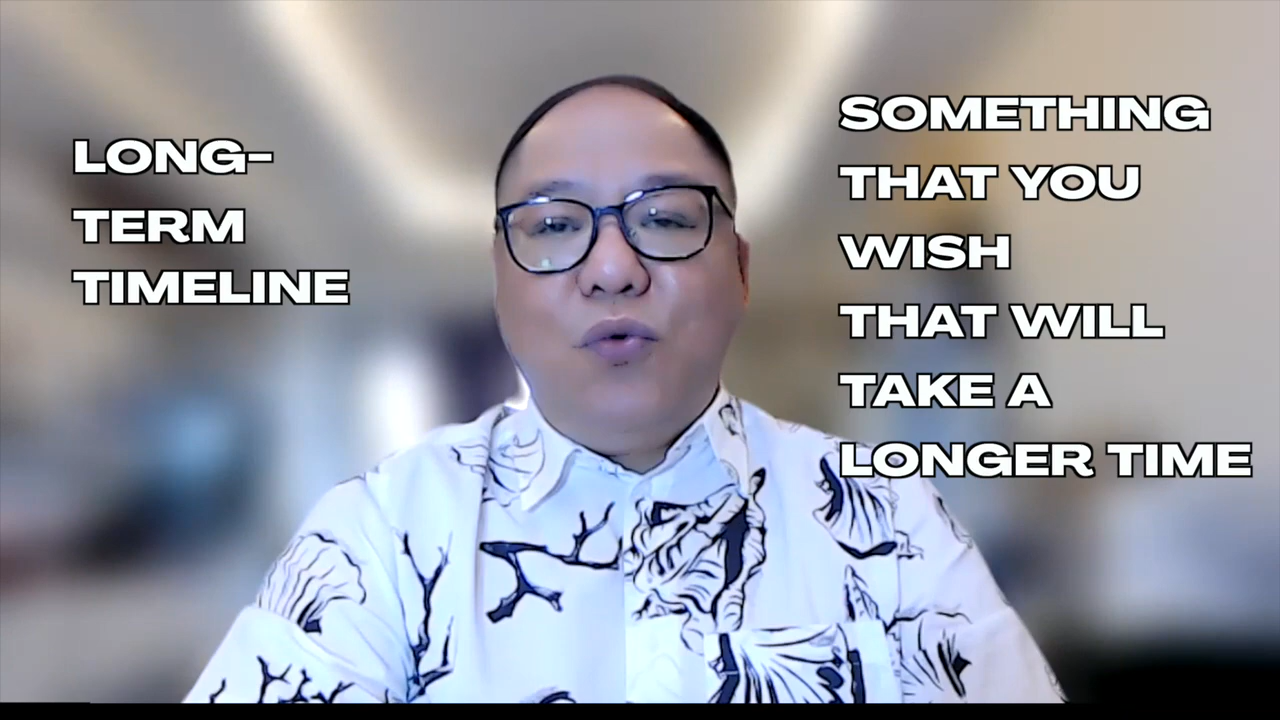 LONG-
TERM
TIMELINE
SOMETHING
THAT YOU
WISH
THAT WILL
TAKE A
LONGER TIME